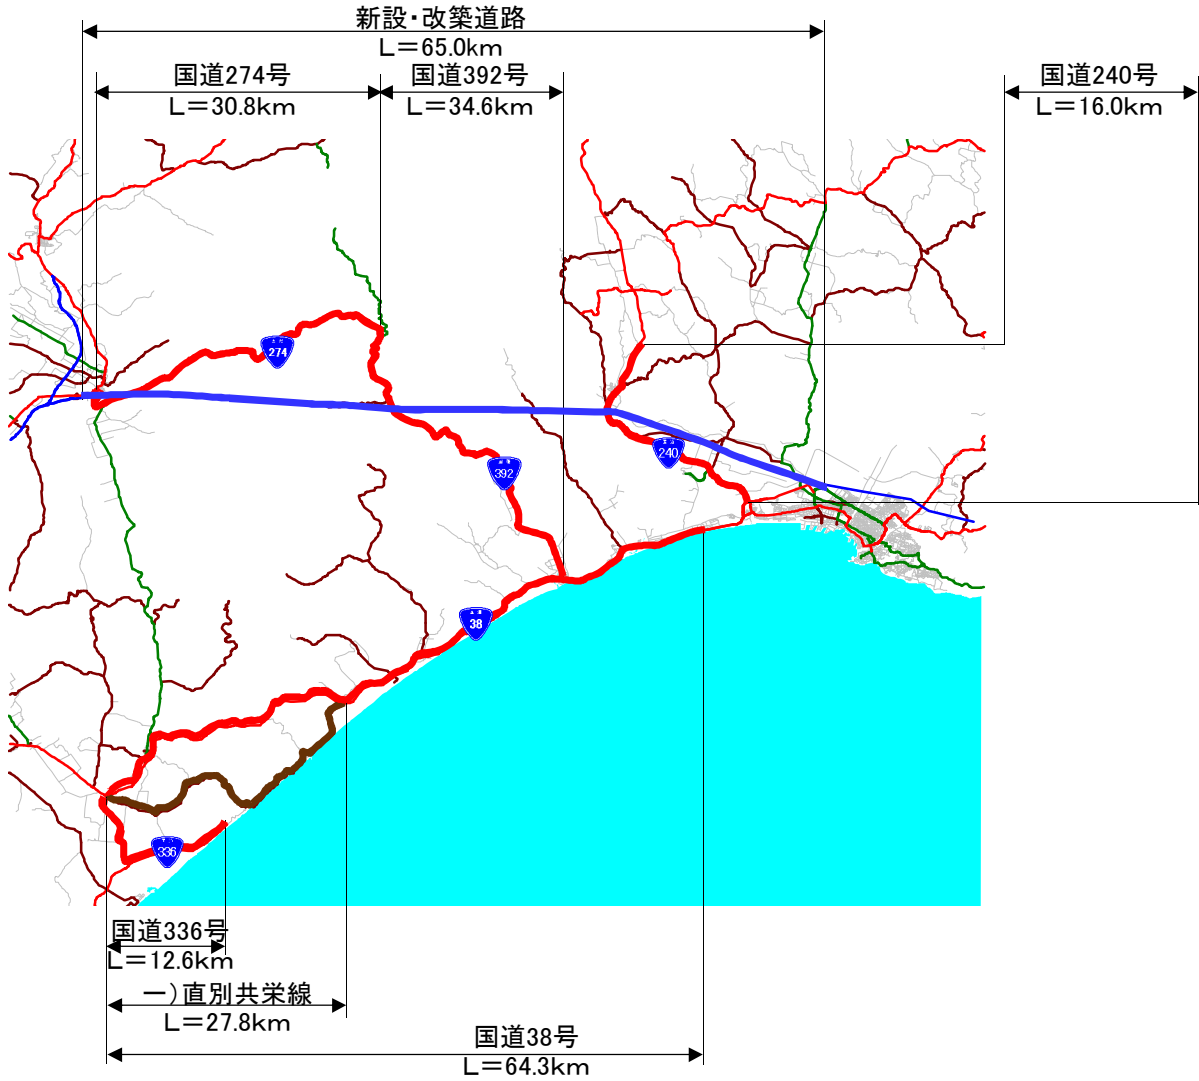 新設・改築道路
L=65.0km
国道274号
L=30.8km
国道392号
L=34.6km
国道240号
L=16.0km
274
392
240
38
336
国道336号
L=12.6km
一)直別共栄線
L=27.8km
国道38号
L=64.3km